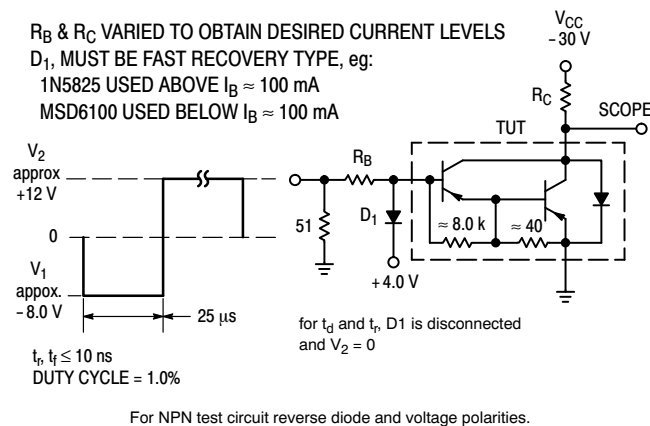 R_B & R_C VARIED TO OBTAIN DESIRED CURRENT LEVELS
D_1, MUST BE FAST RECOVERY TYPE, eg:
1N5825 USED ABOVE I_B ≈ 100 mA
MSD6100 USED BELOW I_B ≈ 100 mA
V_CC
– 30 V
R_C
SCOPE
TUT
V_2
approx
+12 V
0
V_1
appox.
– 8.0 V
25 μs
R_B
51
D_1
+ 4.0 V
≈ 8.0 k
≈ 40
t_r, t_f ≤ 10 ns
DUTY CYCLE = 1.0%
for t_d and t_r, D1 is disconnected
and V_2 = 0
For NPN test circuit reverse diode and voltage polarities.